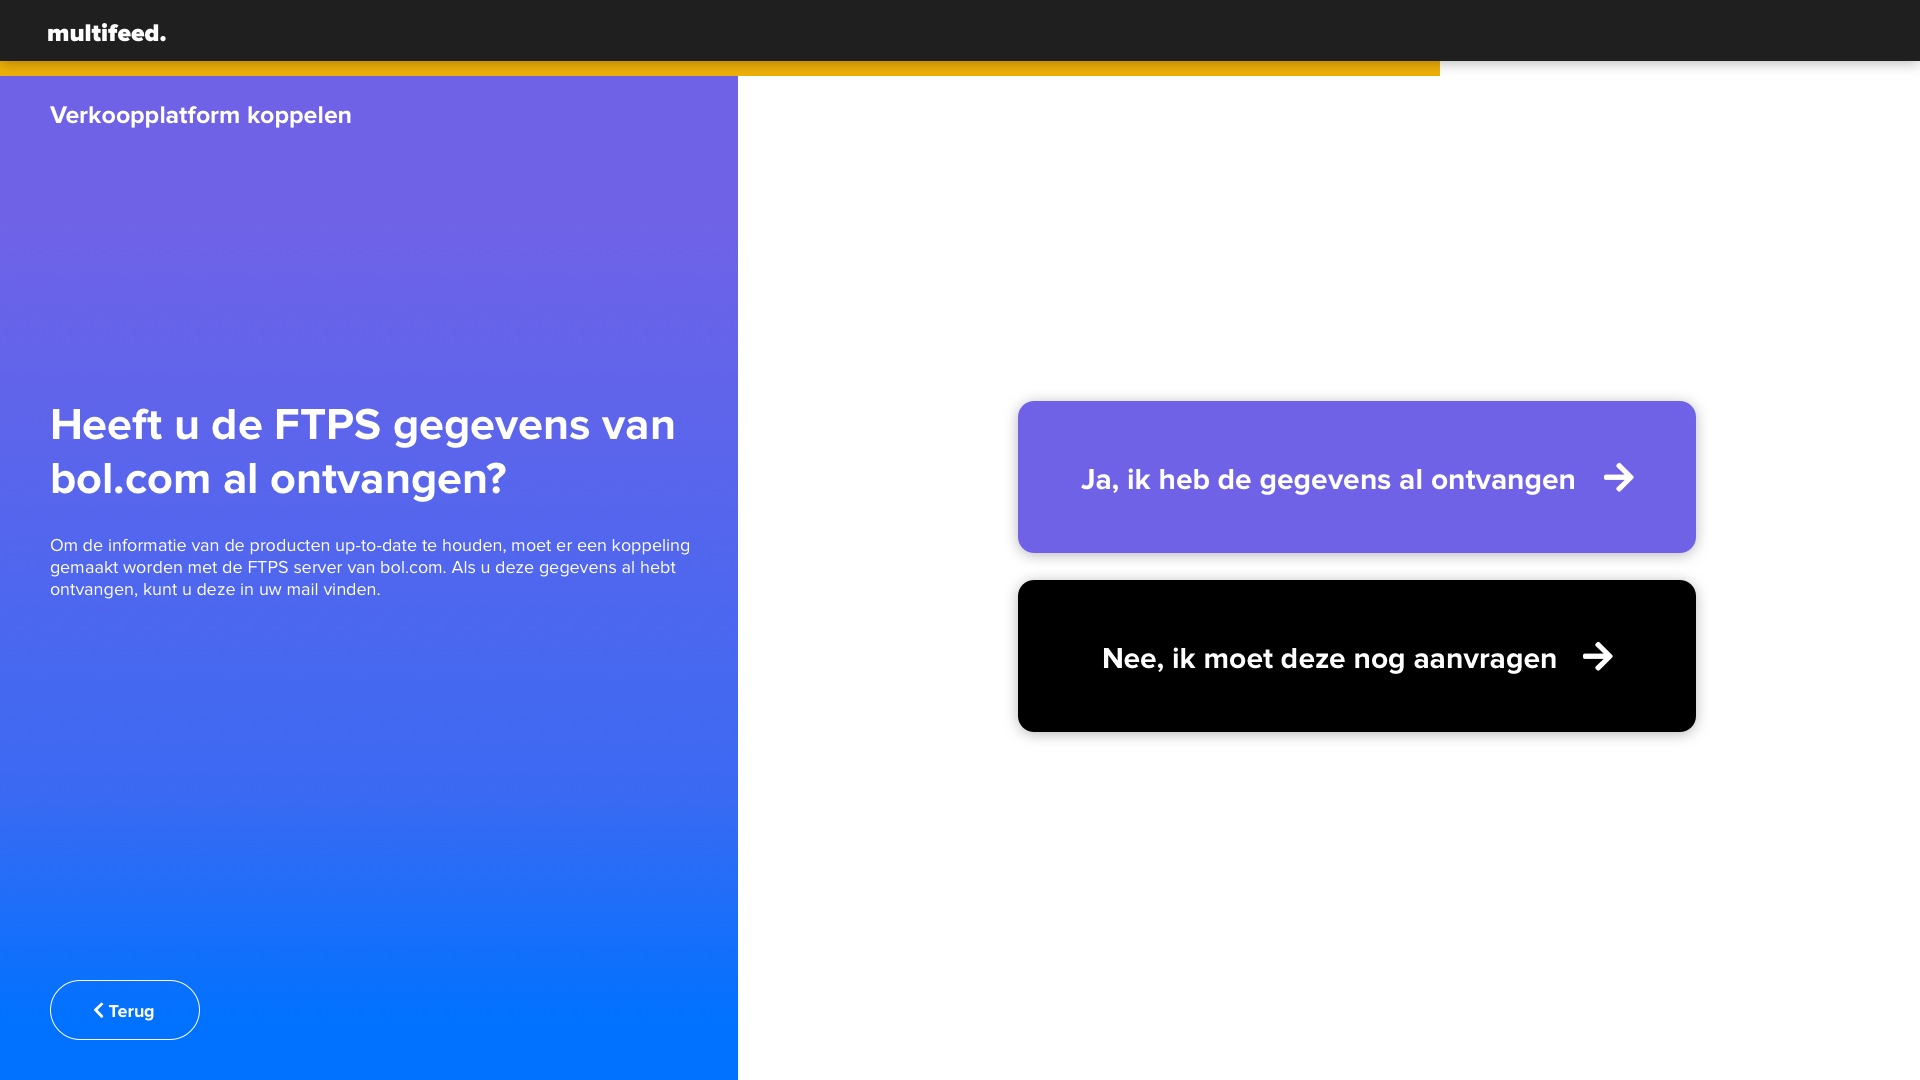 multifeed.
Verkoopplatform koppelen
Heeft u de FTPS gegevens van
bol.com al ontvangen?
Om de informatie van de producten up-to-date te houden, moet er een koppeling
gemaakt worden met de FTPS server van bol.com. Als u deze gegevens al hebt
ontvangen, kunt u deze in uw mail vinden.
Terug
Ja, ik heb de gegevens al ontvangen
Nee, ik moet deze nog aanvragen